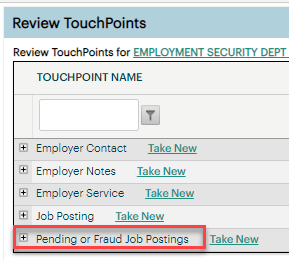 Review TouchPoints
Review TouchPoints for EMPLOYMENT SECURITY DEPT
TOUCHPOINT NAME
Employer Contact Take New
Employer Notes Take New
Employer Service Take New
Job Posting Take New
Pending or Fraud Job Postings Take New